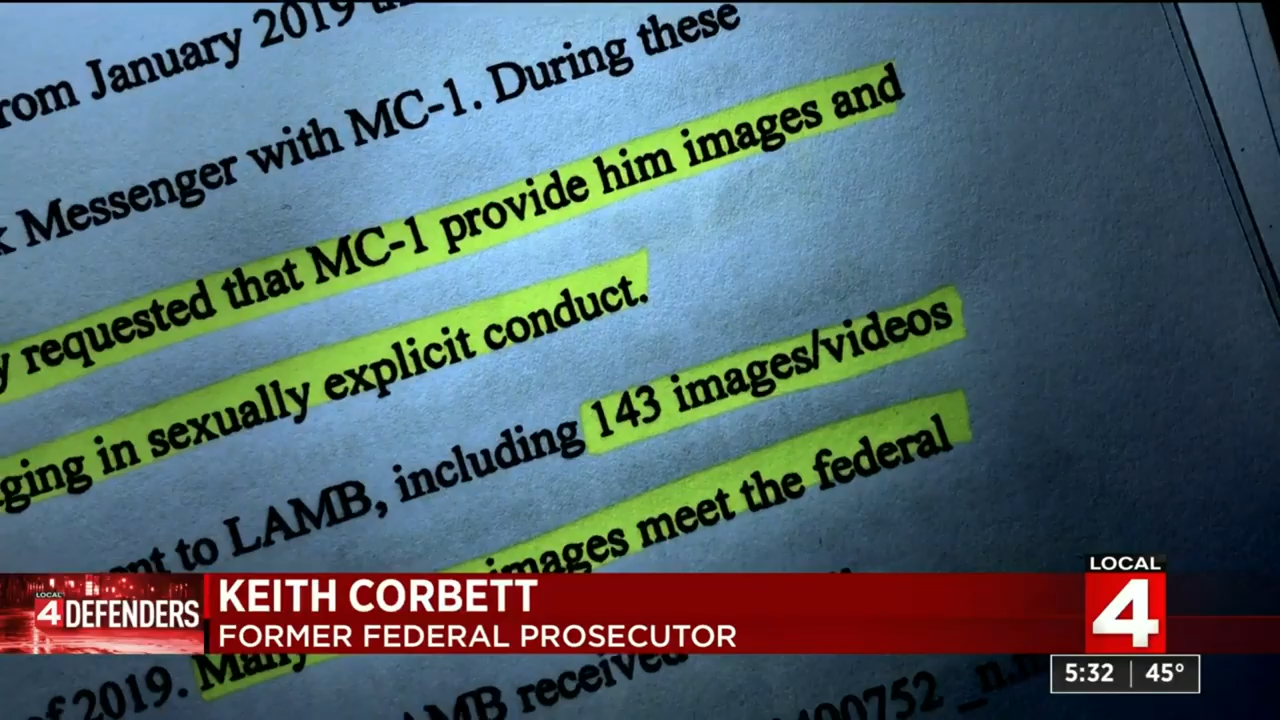 from January 2019
Messenger with MC-1. During these
requested that MC-1 provide him images and
ging in sexually explicit conduct.
to LAMB, including 143 images/videos
images meet the federal
of 2019. Many
LAMB received
LOCAL 4 DEFENDERS
KEITH CORBETT
FORMER FEDERAL PROSECUTOR
LOCAL
4
5:32 | 45°